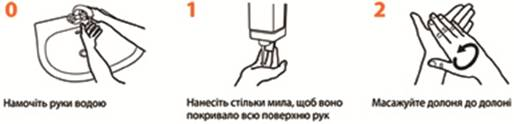 0
1
2
Намочіть руки водою
Нанесіть стільки мила, щоб воно
покривало всю поверхню рук
Масажуйте долоня до долоні